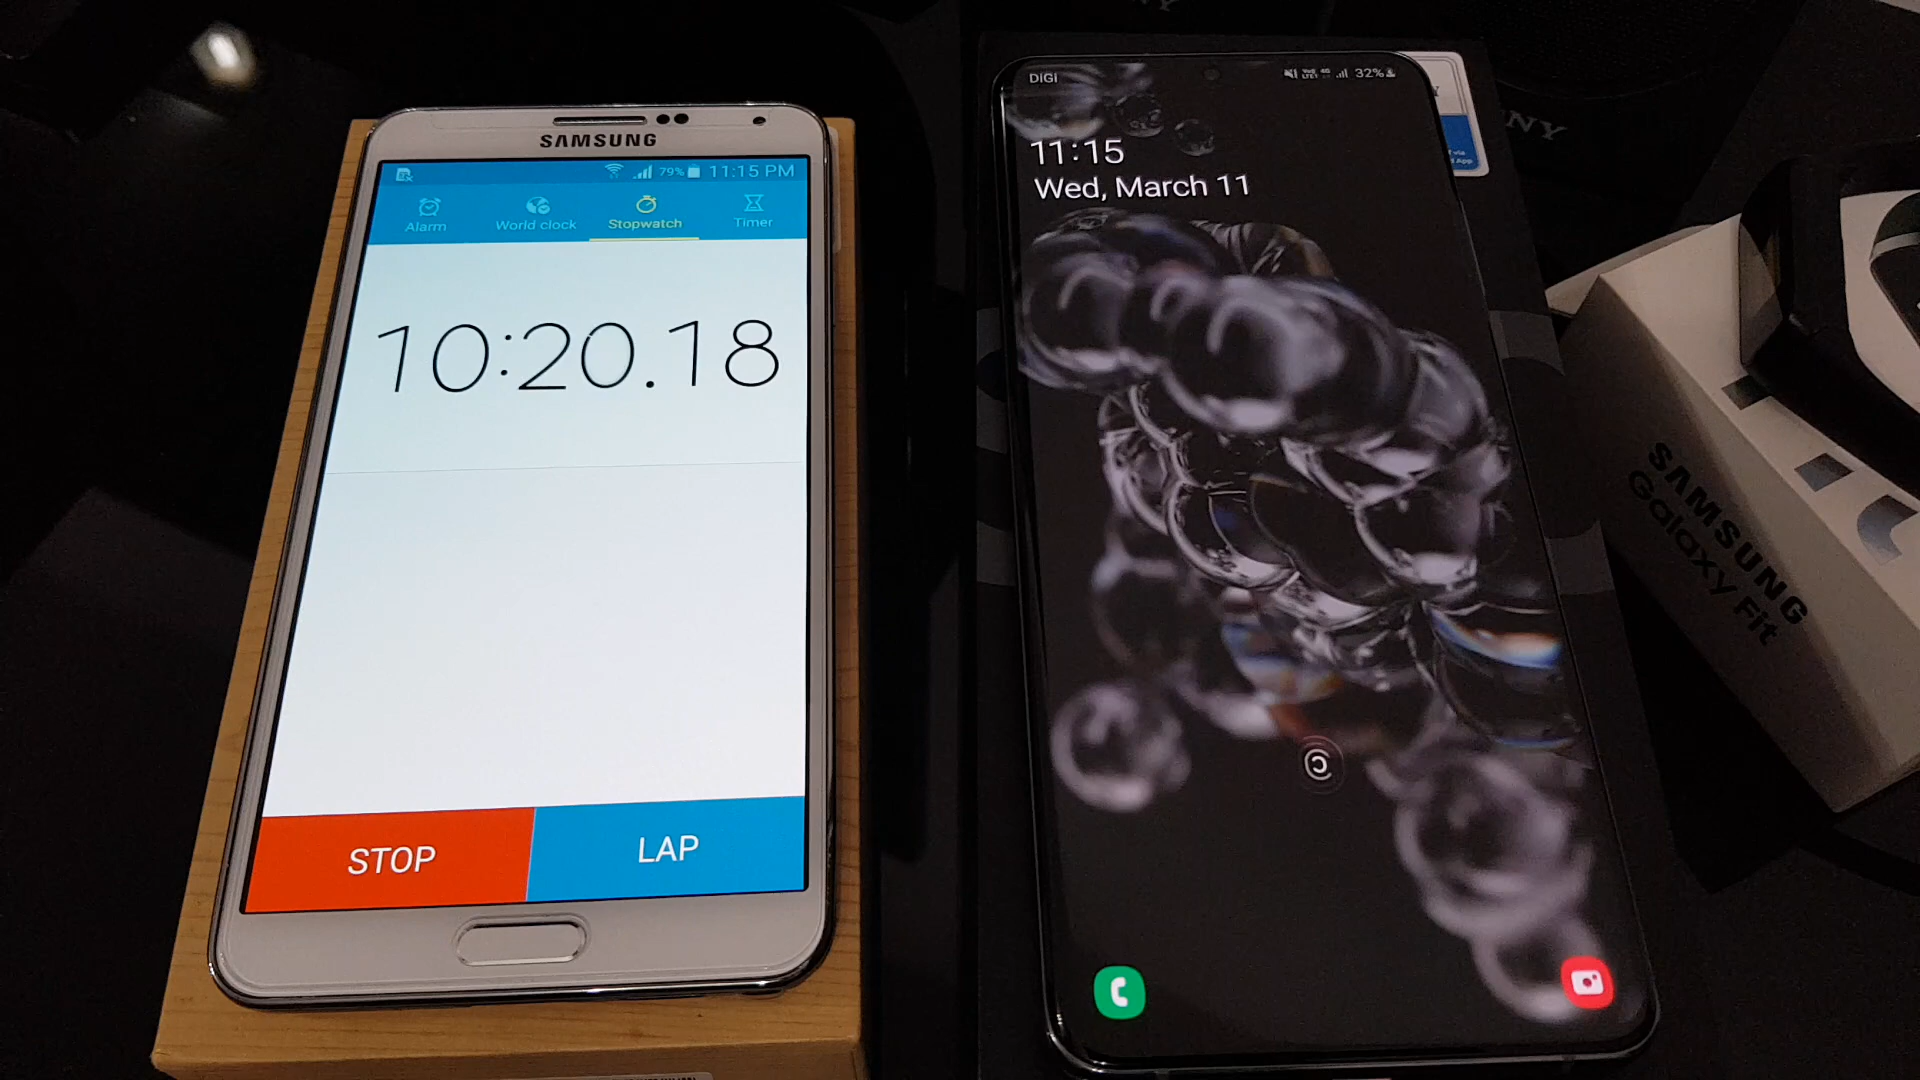 SAMSUNG
79% 11:15 PM
Alarm
World clock
Stopwatch
Timer
10:20.18
STOP
LAP
DIGI
32%
11:15
Wed, March 11
NY
SAMSUNG
Galaxy Fit